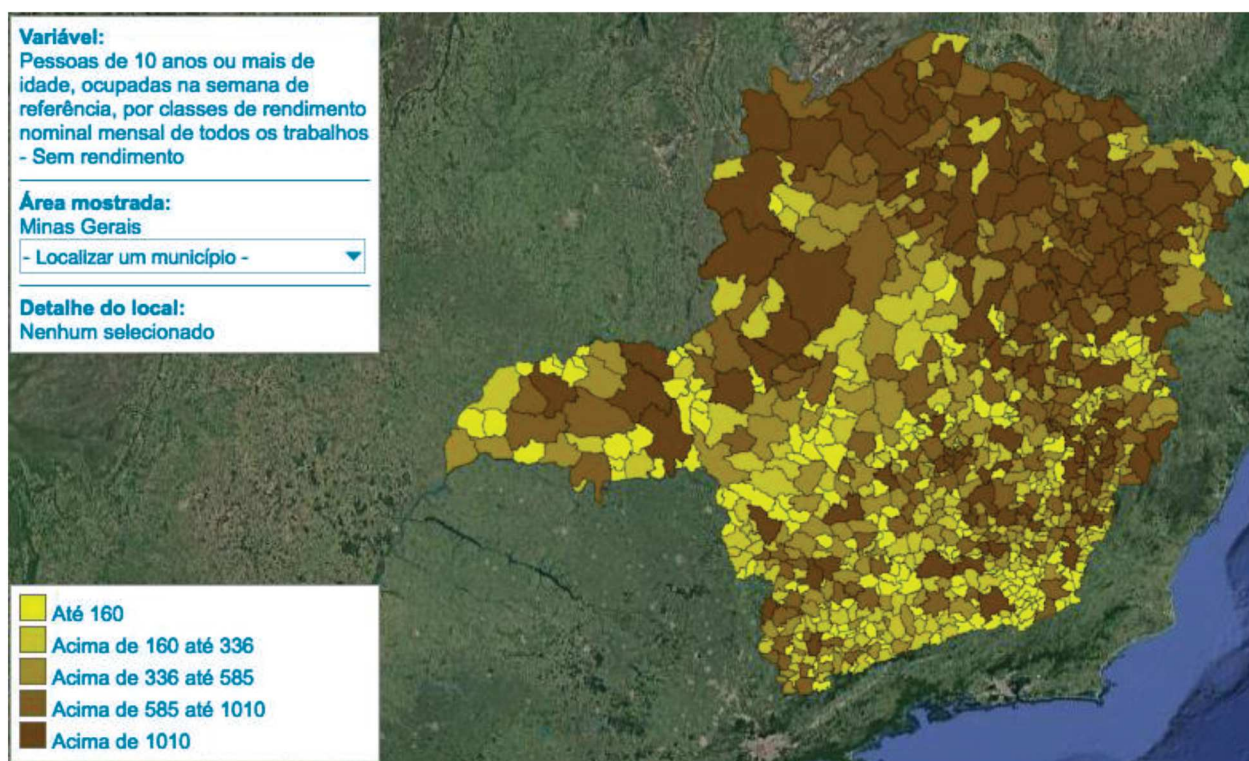 Variável:
Pessoas de 10 anos ou mais de
idade, ocupadas na semana de
referência, por classes de rendimento
nominal mensal de todos os trabalhos
- Sem rendimento
Área mostrada:
Minas Gerais
- Localizar um município -
Detalhe do local:
Nenhum selecionado
Até 160
Acima de 160 até 336
Acima de 336 até 585
Acima de 585 até 1010
Acima de 1010